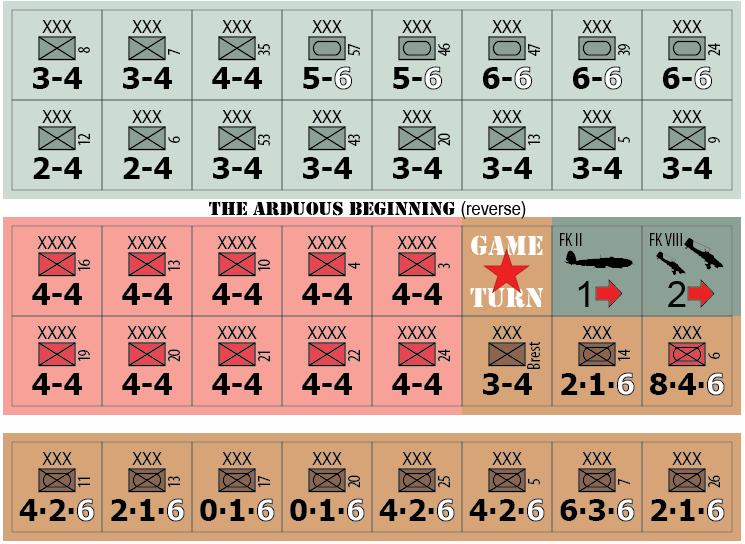 XXX XXX XXX XXX XXX XXX XXX XXX
8 7 35 57 46 47 39 24
3-4 3-4 4-4 5-6 5-6 6-6 6-6 6-6
XXX XXX XXX XXX XXX XXX XXX XXX
12 6 53 43 20 13 5 9
2-4 2-4 3-4 3-4 3-4 3-4 3-4 3-4
THE ARDUOUS BEGINNING (reverse)
XXXX XXXX XXXX XXXX XXXX GAME FK II FK VIII
16 13 10 4 3
4-4 4-4 4-4 4-4 4-4 TURN 1 2
XXXX XXXX XXXX XXXX XXXX XXX XXX XXX
19 20 21 22 24 Brest 14 6
4-4 4-4 4-4 4-4 4-4 3-4 2·1·6 8·4·6
XXX XXX XXX XXX XXX XXX XXX XXX
11 13 17 20 25 5 7 26
4·2·6 2·1·6 0·1·6 0·1·6 4·2·6 4·2·6 6·3·6 2·1·6